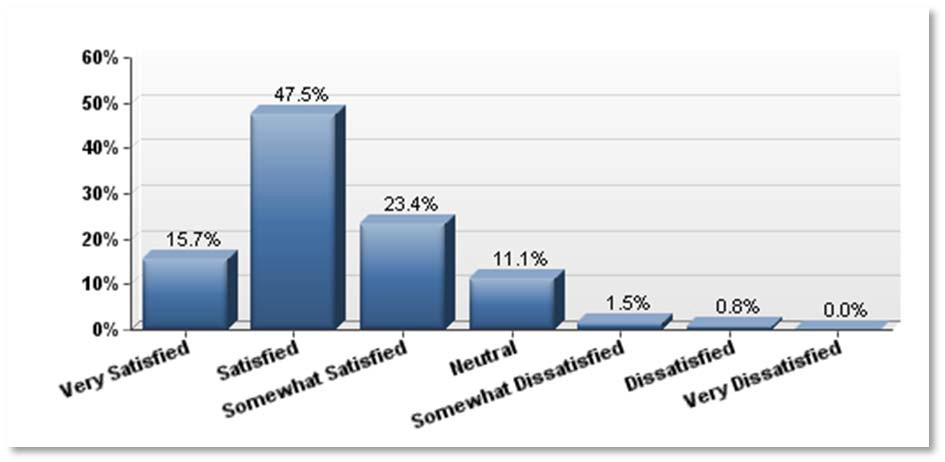 60%
50%
40%
30%
20%
10%
0%
15.7%
47.5%
23.4%
11.1%
1.5%
0.8%
0.0%
Very Satisfied
Satisfied
Somewhat Satisfied
Neutral
Somewhat Dissatisfied
Dissatisfied
Very Dissatisfied